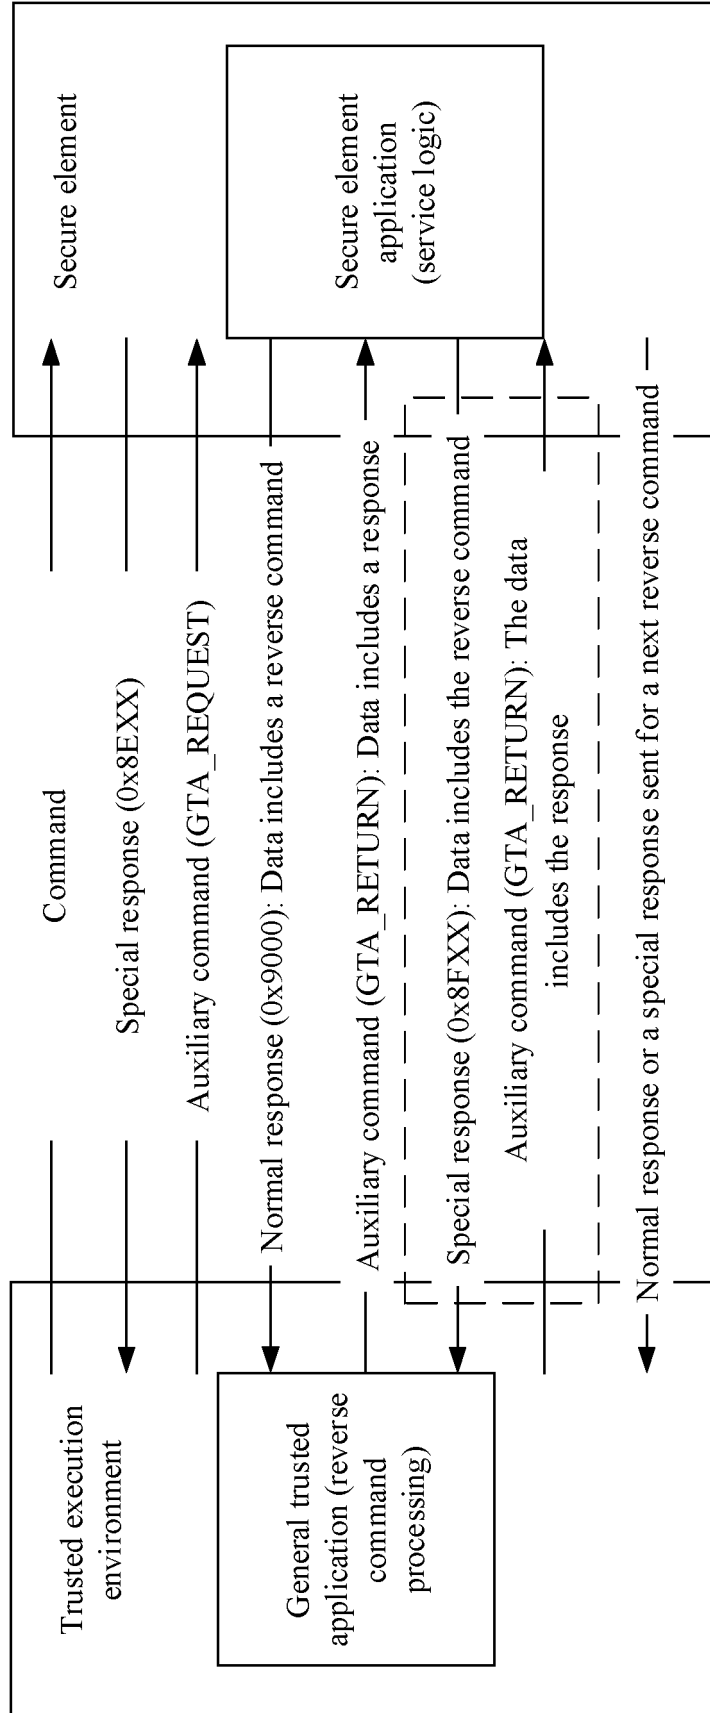 Trusted execution
environment
Secure element
Command
Special response (0x8EXX)
Auxiliary command (GTA_REQUEST)
General trusted
application (reverse
command
processing)
Secure element
application
(service logic)
Normal response (0x9000): Data includes a reverse command
Auxiliary command (GTA_RETURN): Data includes a response
Special response (0x8FXX): Data includes the reverse command
Auxiliary command (GTA_RETURN): The data
includes the response
Normal response or a special response sent for a next reverse command